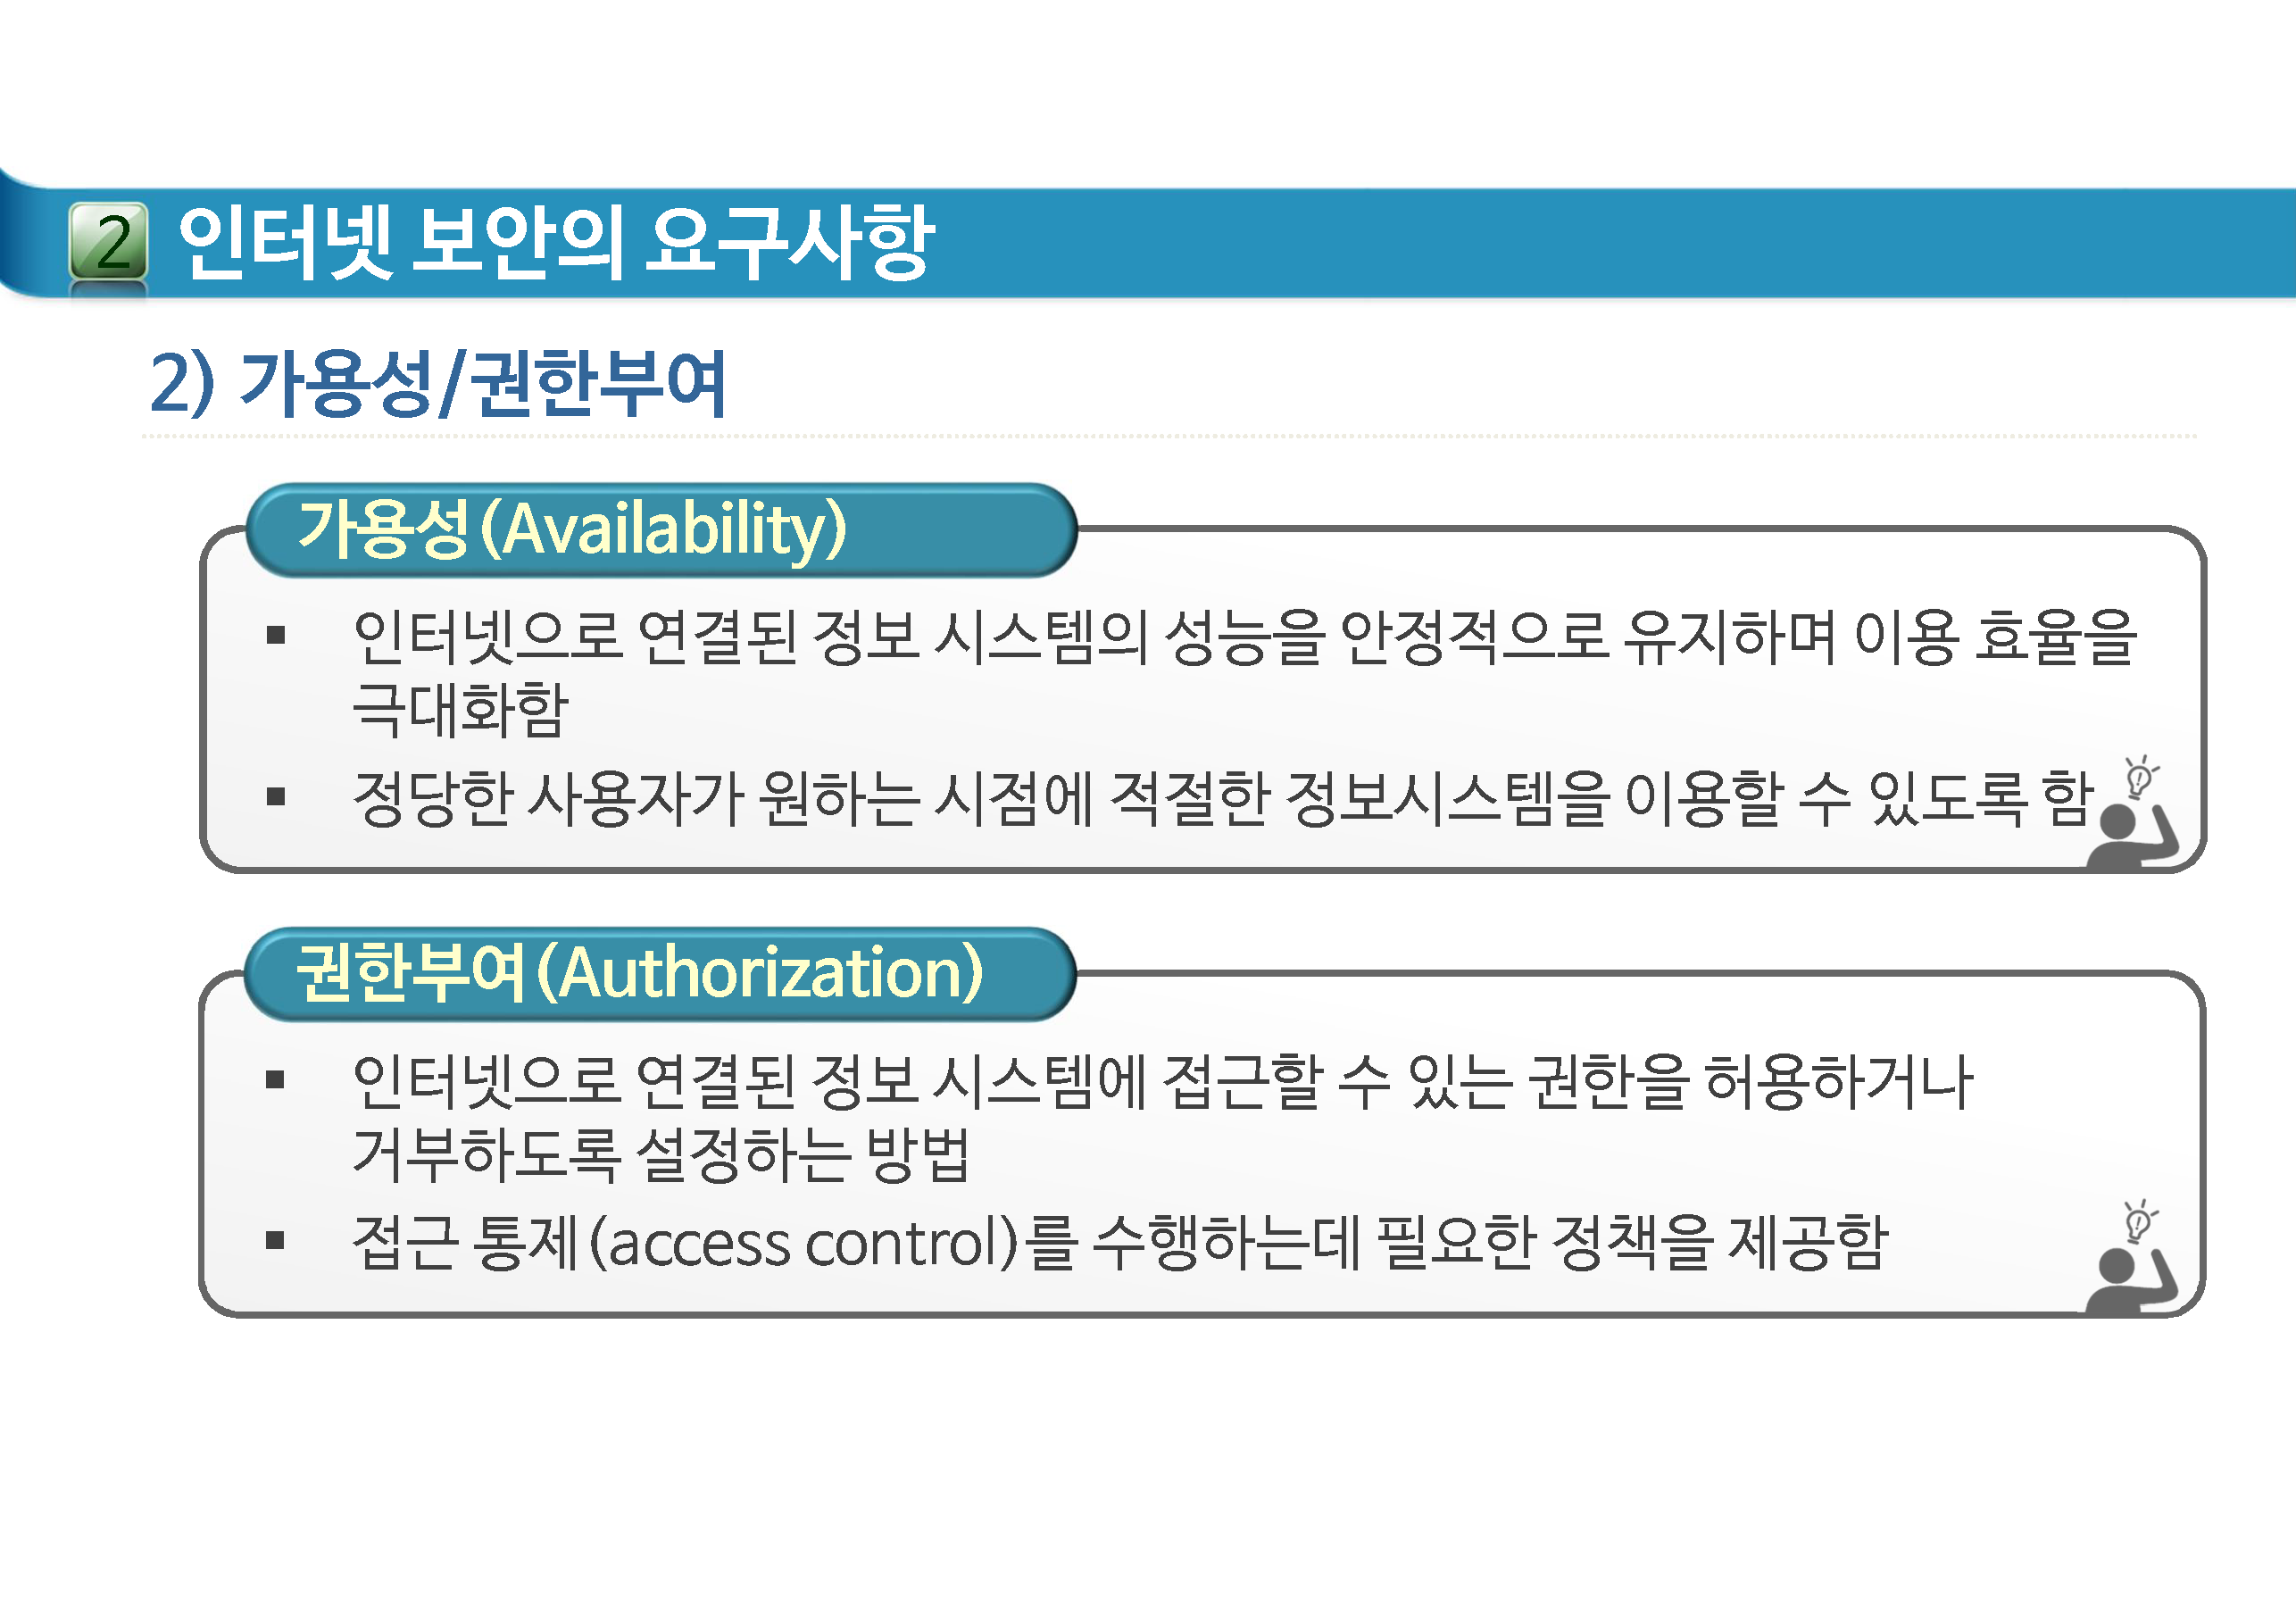 2 인터넷 보안의 요구사항
2) 가용성/권한부여
가용성(Availability)
▪ 인터넷으로 연결된 정보 시스템의 성능을 안정적으로 유지하며 이용 효율을
극대화함
▪ 정당한 사용자가 원하는 시점에 적절한 정보시스템을 이용할 수 있도록 함
권한부여(Authorization)
▪ 인터넷으로 연결된 정보 시스템에 접근할 수 있는 권한을 허용하거나
거부하도록 설정하는 방법
▪ 접근 통제(access control)를 수행하는데 필요한 정책을 제공함